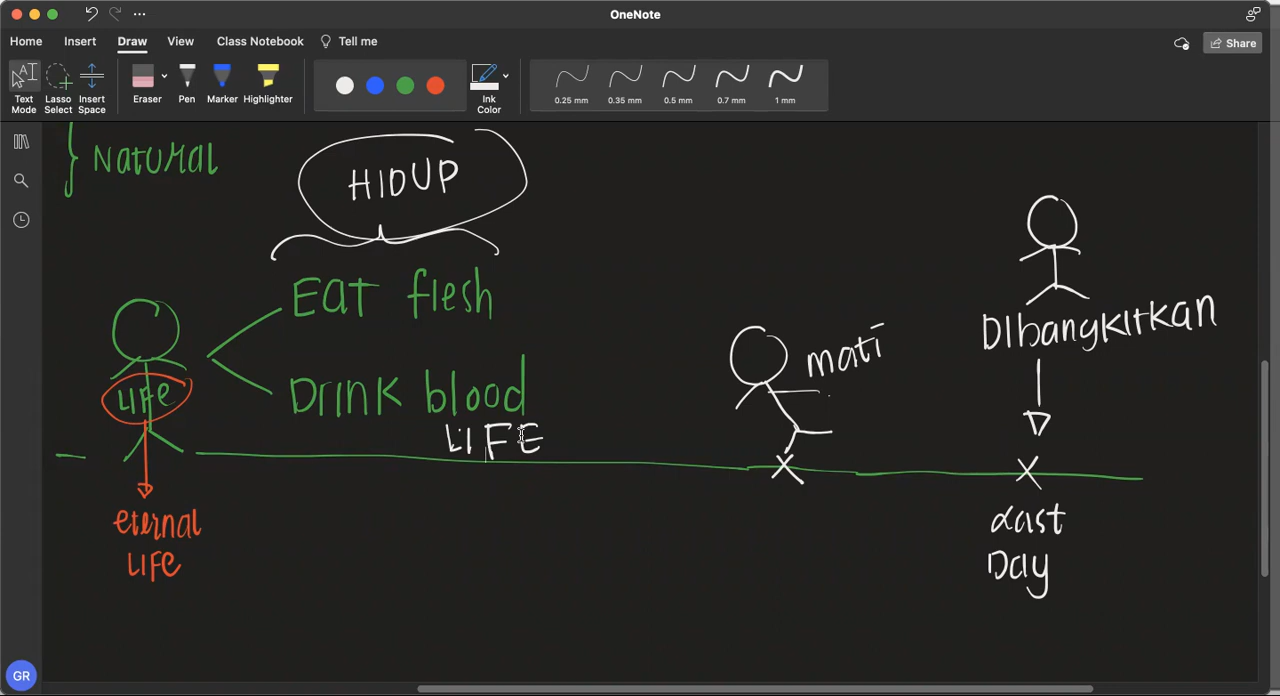 OneNote
Home Insert Draw View Class Notebook Tell me
Share
Text Mode
Lasso Select
Insert Space
Eraser
Pen
Marker
Highlighter
Ink Color
0.25 mm
0.35 mm
0.5 mm
0.7 mm
1 mm
Natural
HIDUP
Eat flesh
Drink blood
LIFE
LIFE
eternal
LIFE
mati
Dibangkitkan
Last
Day
GR